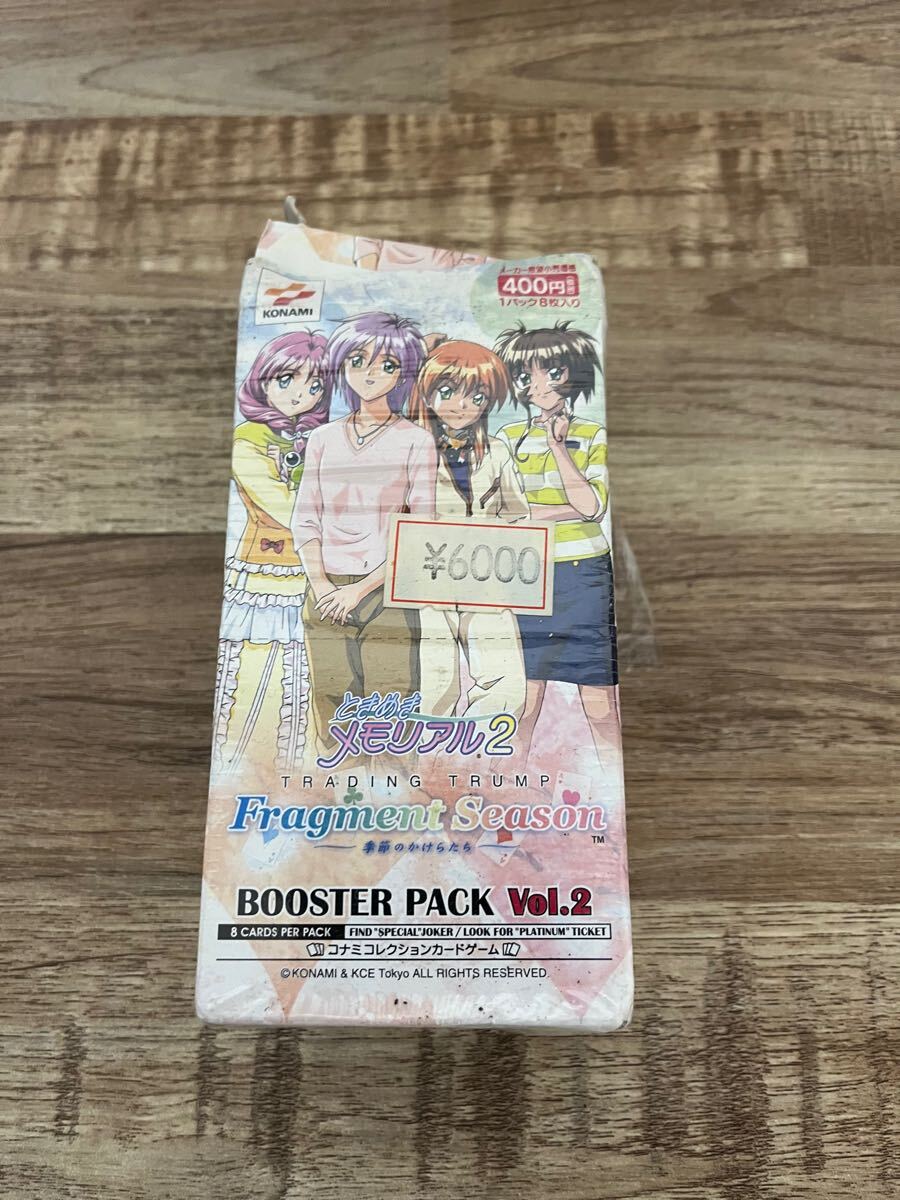 KONAMI
メーカー希望小売価格
400円(税別)
1パック8枚入り
¥6000
ときめき
メモリアル2
TRADING TRUMP
Fragment Season
TM
季節のかけらたち
BOOSTER PACK Vol.2
8 CARDS PER PACK FIND "SPECIAL"JOKER / LOOK FOR "PLATINUM" TICKET
コナミコレクションカードゲーム
©KONAMI & KCE Tokyo ALL RIGHTS RESERVED.